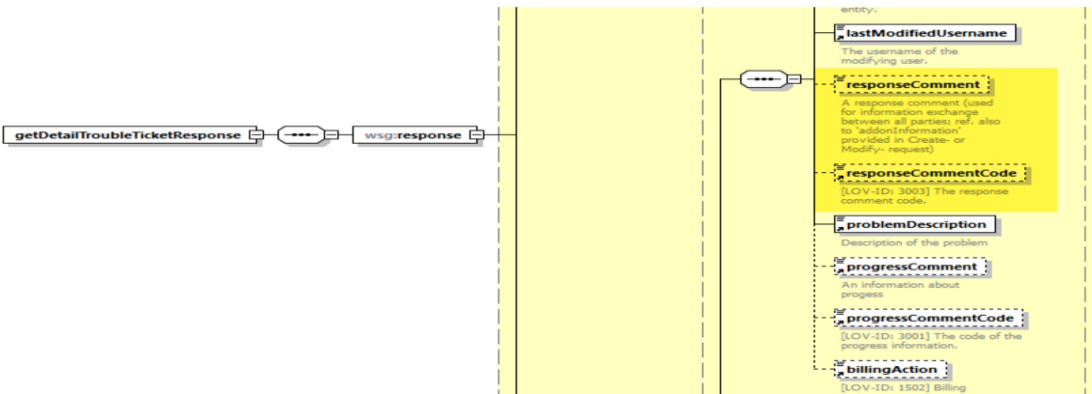 entity.
lastModifiedUsername
The username of the
modifying user.
responseComment
A response comment (used
for information exchange
between all parties; ref. also
to 'addonInformation'
provided in Create- or
Modify- request)
getDetailTroubleTicketResponse
wsg:response
responseCommentCode
[LOV-ID: 3003] The response
comment code.
problemDescription
Description of the problem
progressComment
An information about
progess
progressCommentCode
[LOV-ID: 3001] The code of the
progress information.
billingAction
[LOV-ID: 1502] Billing